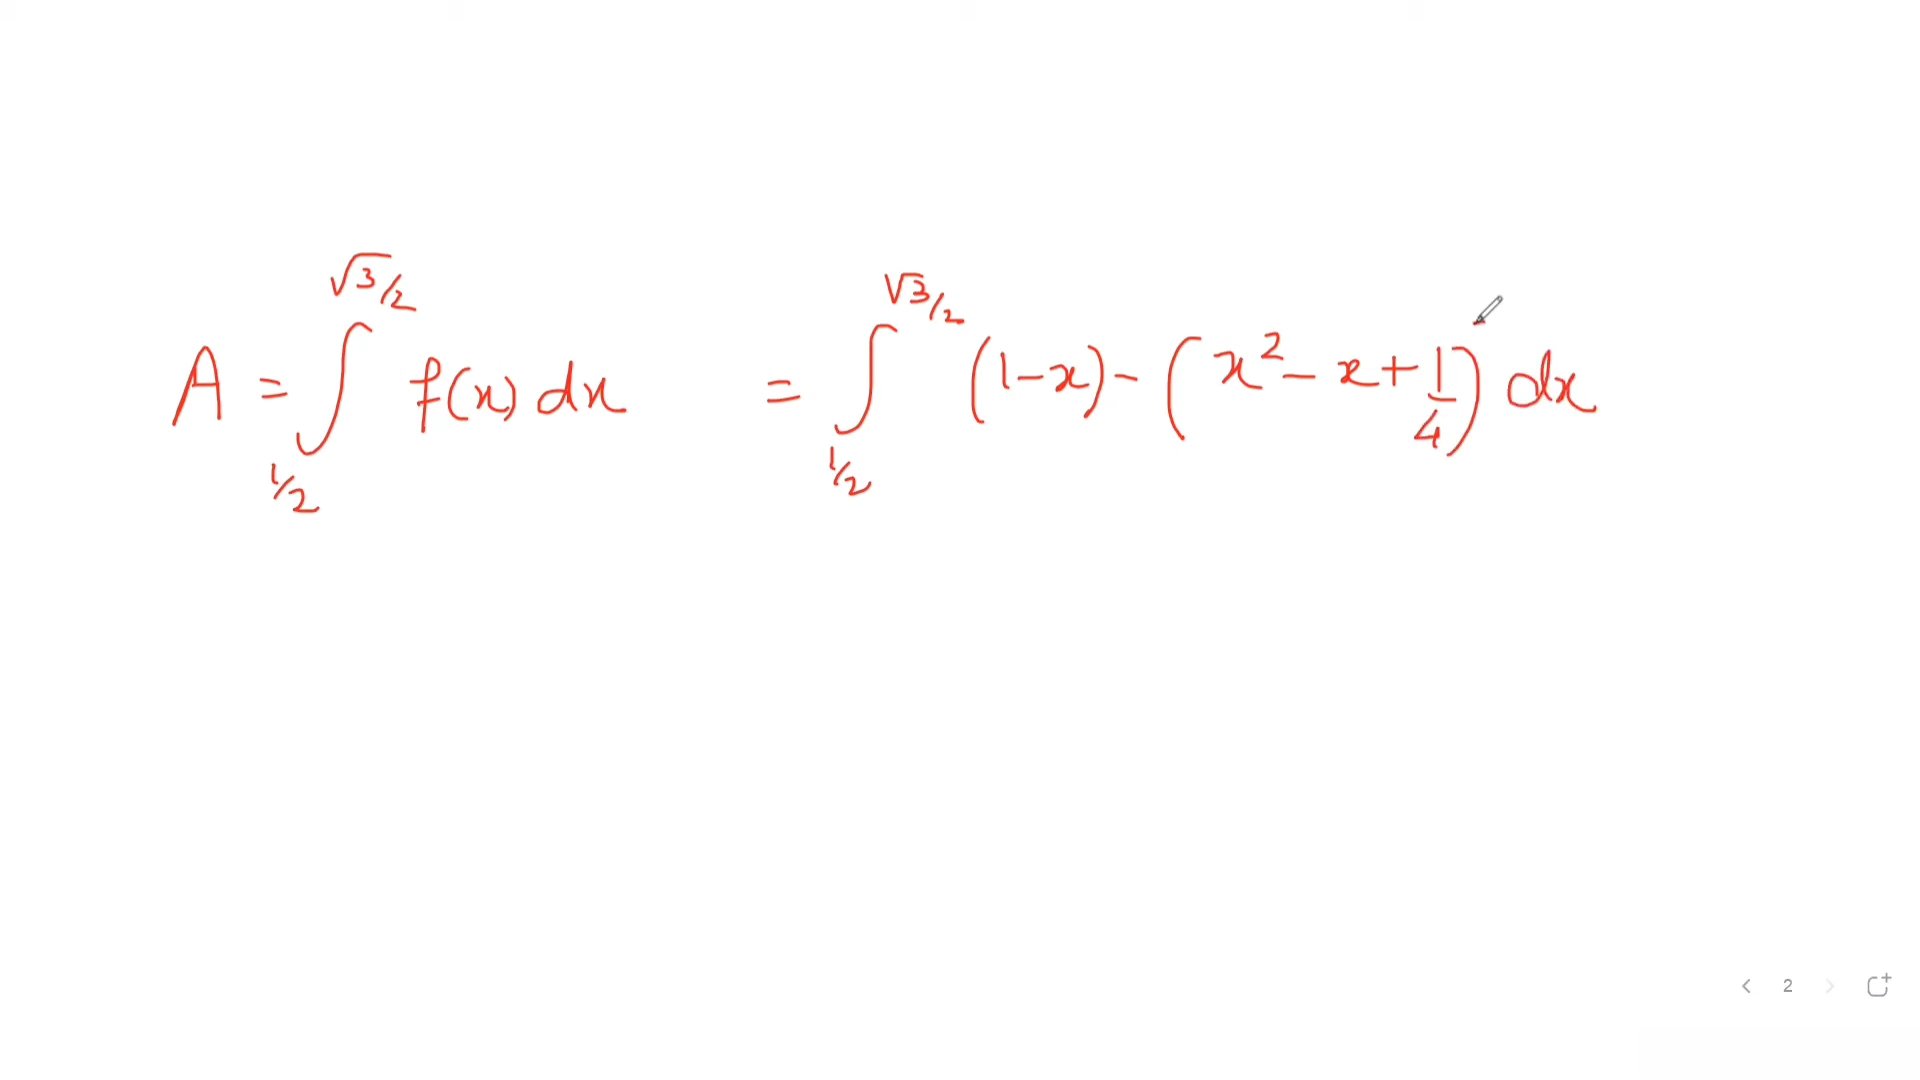 A = ∫_{1/2}^{√3/2} f(x) dx = ∫_{1/2}^{√3/2} (1-x) - (x² - x + 1/4) dx
< 2 >